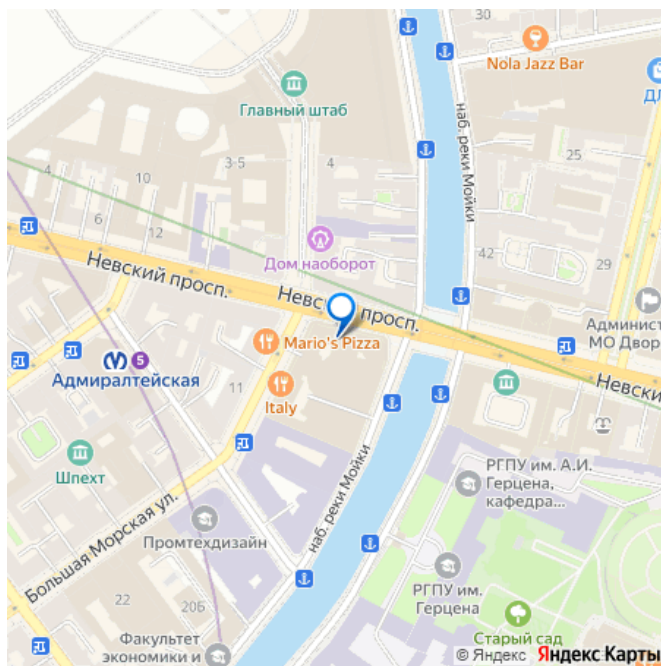 30
Nola Jazz Bar
Главный штаб
ДЛ
наб. реки Мойки
3-5
4
25
4
10
6
12
42
29
Дом наоборот
Невский просп.
Невский просп.
Админист
МО Двор
Mario's Pizza
5
Адмиралтейская
Невски
11
Italy
наб. реки Мойки
Шпехт
РГПУ им. А.И.
Герцена,
кафедра...
Большая Морская ул.
Промтехдизайн
РГПУ им.
Герцена
22
20Б
Старый сад
Факультет
экономики и
© Яндекс Яндекс Карты